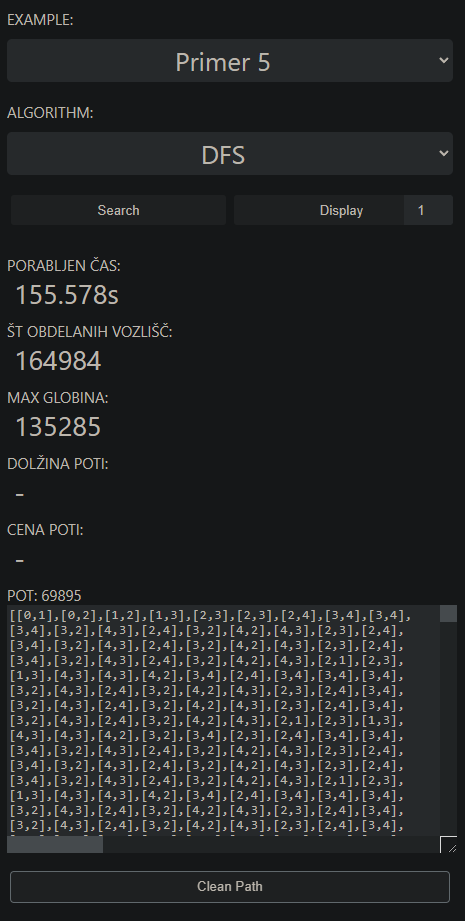 EXAMPLE:
Primer 5
ALGORITHM:
DFS
Search
Display
1
PORABLJEN ČAS:
155.578s
ŠT OBDELANIH VOZLIŠČ:
164984
MAX GLOBINA:
135285
DOLŽINA POTI:
-
CENA POTI:
-
POT: 69895
[[0,1],[0,2],[1,2],[1,3],[2,3],[2,3],[2,4],[3,4],[3,4],
[3,4],[3,2],[4,3],[2,4],[3,2],[4,2],[4,3],[2,3],[2,4],
[3,4],[3,2],[4,3],[2,4],[3,2],[4,2],[4,3],[2,3],[2,4],
[3,4],[3,2],[4,3],[2,4],[3,2],[4,2],[4,3],[2,1],[2,3],
[1,3],[4,3],[4,3],[4,2],[3,4],[2,4],[3,4],[3,4],[3,4],
[3,2],[4,3],[2,4],[3,2],[4,2],[4,3],[2,3],[2,4],[3,4],
[3,2],[4,3],[2,4],[3,2],[4,2],[4,3],[2,3],[2,4],[3,4],
[3,2],[4,3],[2,4],[3,2],[4,2],[4,3],[2,1],[2,3],[1,3],
[4,3],[4,3],[4,2],[3,2],[3,4],[2,3],[2,4],[3,4],[3,4],
[3,4],[3,2],[4,3],[2,4],[3,2],[4,2],[4,3],[2,3],[2,4],
[3,4],[3,2],[4,3],[2,4],[3,2],[4,2],[4,3],[2,3],[2,4],
[3,4],[3,2],[4,3],[2,4],[3,2],[4,2],[4,3],[2,1],[2,3],
[1,3],[4,3],[4,3],[4,2],[3,4],[2,4],[3,4],[3,4],[3,4],
[3,2],[4,3],[2,4],[3,2],[4,2],[4,3],[2,3],[2,4],[3,4],
[3,2],[4,3],[2,4],[3,2],[4,2],[4,3],[2,3],[2,4],[3,4],
Clean Path